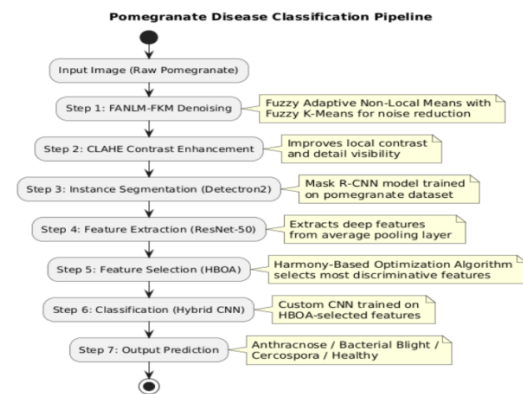 Pomegranate Disease Classification Pipeline
Input Image (Raw Pomegranate)
Step 1: FANLM-FKM Denoising
Fuzzy Adaptive Non-Local Means with
Fuzzy K-Means for noise reduction
Step 2: CLAHE Contrast Enhancement
Improves local contrast
and detail visibility
Step 3: Instance Segmentation (Detectron2)
Mask R-CNN model trained
on pomegranate dataset
Step 4: Feature Extraction (ResNet-50)
Extracts deep features
from average pooling layer
Step 5: Feature Selection (HBOA)
Harmony-Based Optimization Algorithm
selects most discriminative features
Step 6: Classification (Hybrid CNN)
Custom CNN trained on
HBOA-selected features
Step 7: Output Prediction
Anthracnose / Bacterial Blight /
Cercospora / Healthy